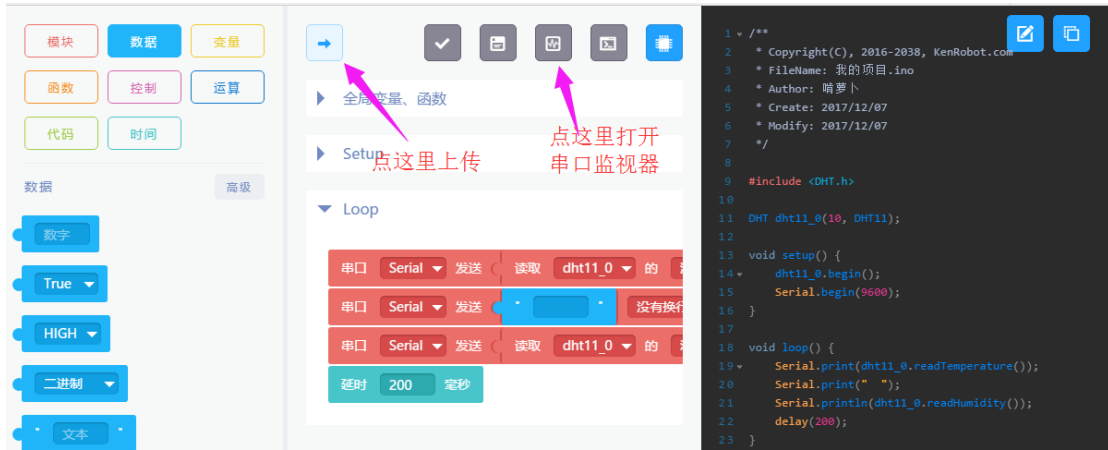 模块 数据 变量
函数 控制 运算
代码 时间
数据 高级
数字
True
HIGH
二进制
" 文本 "
全局变量、函数
Setup
点这里上传
点这里打开
串口监视器
Loop
串口 Serial 发送 读取 dht11_0 的
串口 Serial 发送 " " 没有换行
串口 Serial 发送 读取 dht11_0 的
延时 200 毫秒
1 /**
2 * Copyright(C), 2016-2038, KenRobot.com
3 * FileName: 我的项目.ino
4 * Author: 啃萝卜
5 * Create: 2017/12/07
6 * Modify: 2017/12/07
7 */
8
9 #include <DHT.h>
10
11 DHT dht11_0(10, DHT11);
12
13 void setup() {
14 dht11_0.begin();
15 Serial.begin(9600);
16 }
17
18 void loop() {
19 Serial.print(dht11_0.readTemperature());
20 Serial.print("  ");
21 Serial.println(dht11_0.readHumidity());
22 delay(200);
23 }